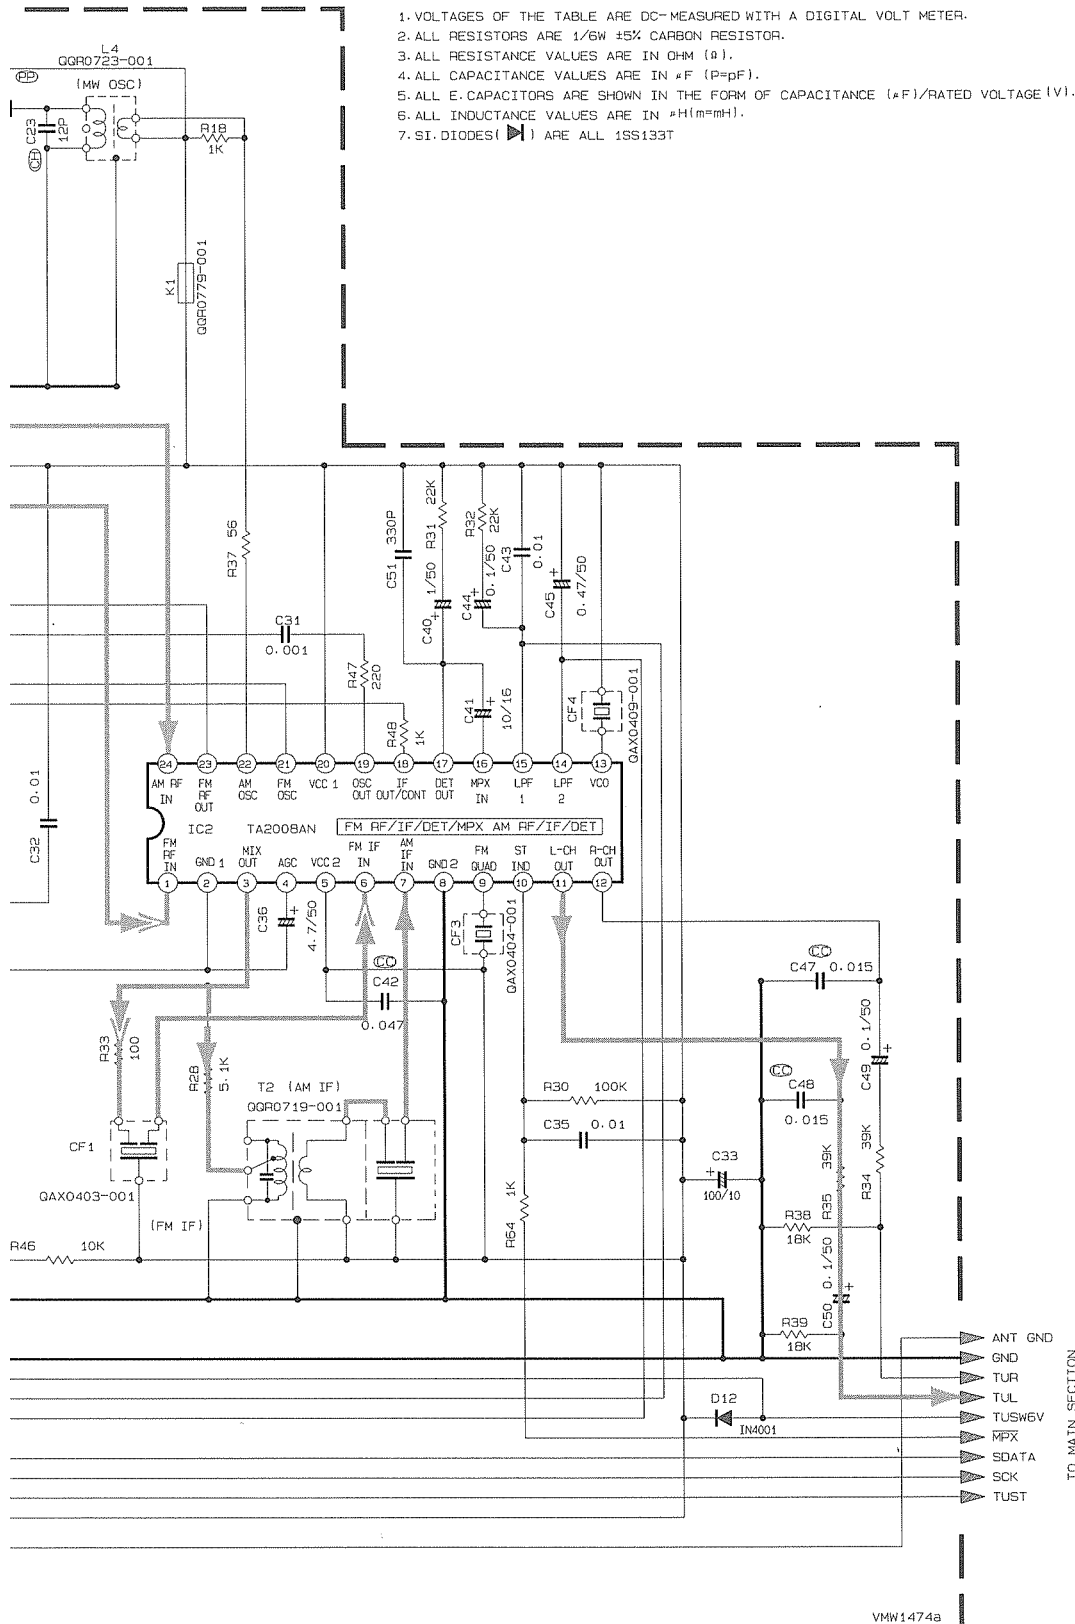 1. VOLTAGES OF THE TABLE ARE DC-MEASURED WITH A DIGITAL VOLT METER.
2. ALL RESISTORS ARE 1/6W ±5% CARBON RESISTOR.
3. ALL RESISTANCE VALUES ARE IN OHM (Ω).
4. ALL CAPACITANCE VALUES ARE IN μF (P=pF).
5. ALL E.CAPACITORS ARE SHOWN IN THE FORM OF CAPACITANCE (μF)/RATED VOLTAGE (V).
6. ALL INDUCTANCE VALUES ARE IN μH(m=mH).
7. SI.DIODES( ) ARE ALL 1SS133T
L4
QQR0723-001
PP
(MW OSC)
C23
12P
CH
R18
1K
K1
QQR0779-001
R37 56
C31
0.001
R47
220
R48
1K
C51 330P
R31 22K
C40 1/50
R32
22K
C44 0.1/50
C41
10/16
C43
0.01
C45
0.47/50
CF4
QAX0409-001
C32 0.01
24 23 22 21 20 19 18 17 16 15 14 13
AM RF IN
FM RF OUT
AM OSC
FM OSC
VCC 1
OSC OUT
IF OUT/CONT
DET OUT
MPX IN
LPF 1
LPF 2
VCO
IC2 TA2008AN FM RF/IF/DET/MPX AM RF/IF/DET
FM RF IN
GND 1
MIX OUT
AGC
VCC 2
FM IF IN
AM IF IN
GND 2
FM QUAD
ST IND
L-CH OUT
R-CH OUT
1 2 3 4 5 6 7 8 9 10 11 12
C36
4.7/50
CC
C42
0.047
CF3
QAX0404-001
CC
C47 0.015
C49 0.1/50
CC
C48
0.015
R33
100
R28
5.1K
T2 (AM IF)
QQR0719-001
CF1
QAX0403-001
(FM IF)
R30 100K
C35 0.01
R64 1K
C33
100/10
R35 39K
R34 39K
R38
18K
C50 0.1/50
R39
18K
R46 10K
D12
IN4001
ANT GND
GND
TUR
TUL
TUSW6V
MPX
SDATA
SCK
TUST
TO MAIN SECTION
VMW1474a